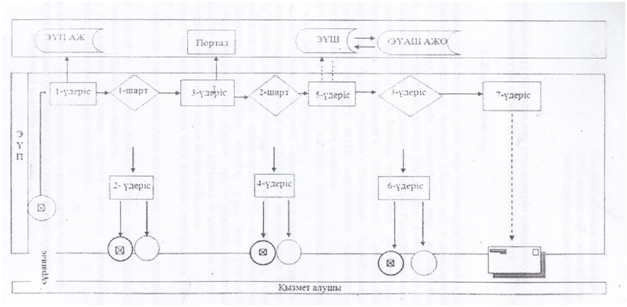 ЭҮП АЖ
Портал
ЭҮШ
ЭҮАШ АЖО
1-үдеріс
1-шарт
3-үдеріс
2-шарт
5-үдеріс
3-үдеріс
7-үдеріс
ЭҮП
2- үдеріс
4-үдеріс
6-үдеріс
сұраныс
Қызмет алушы